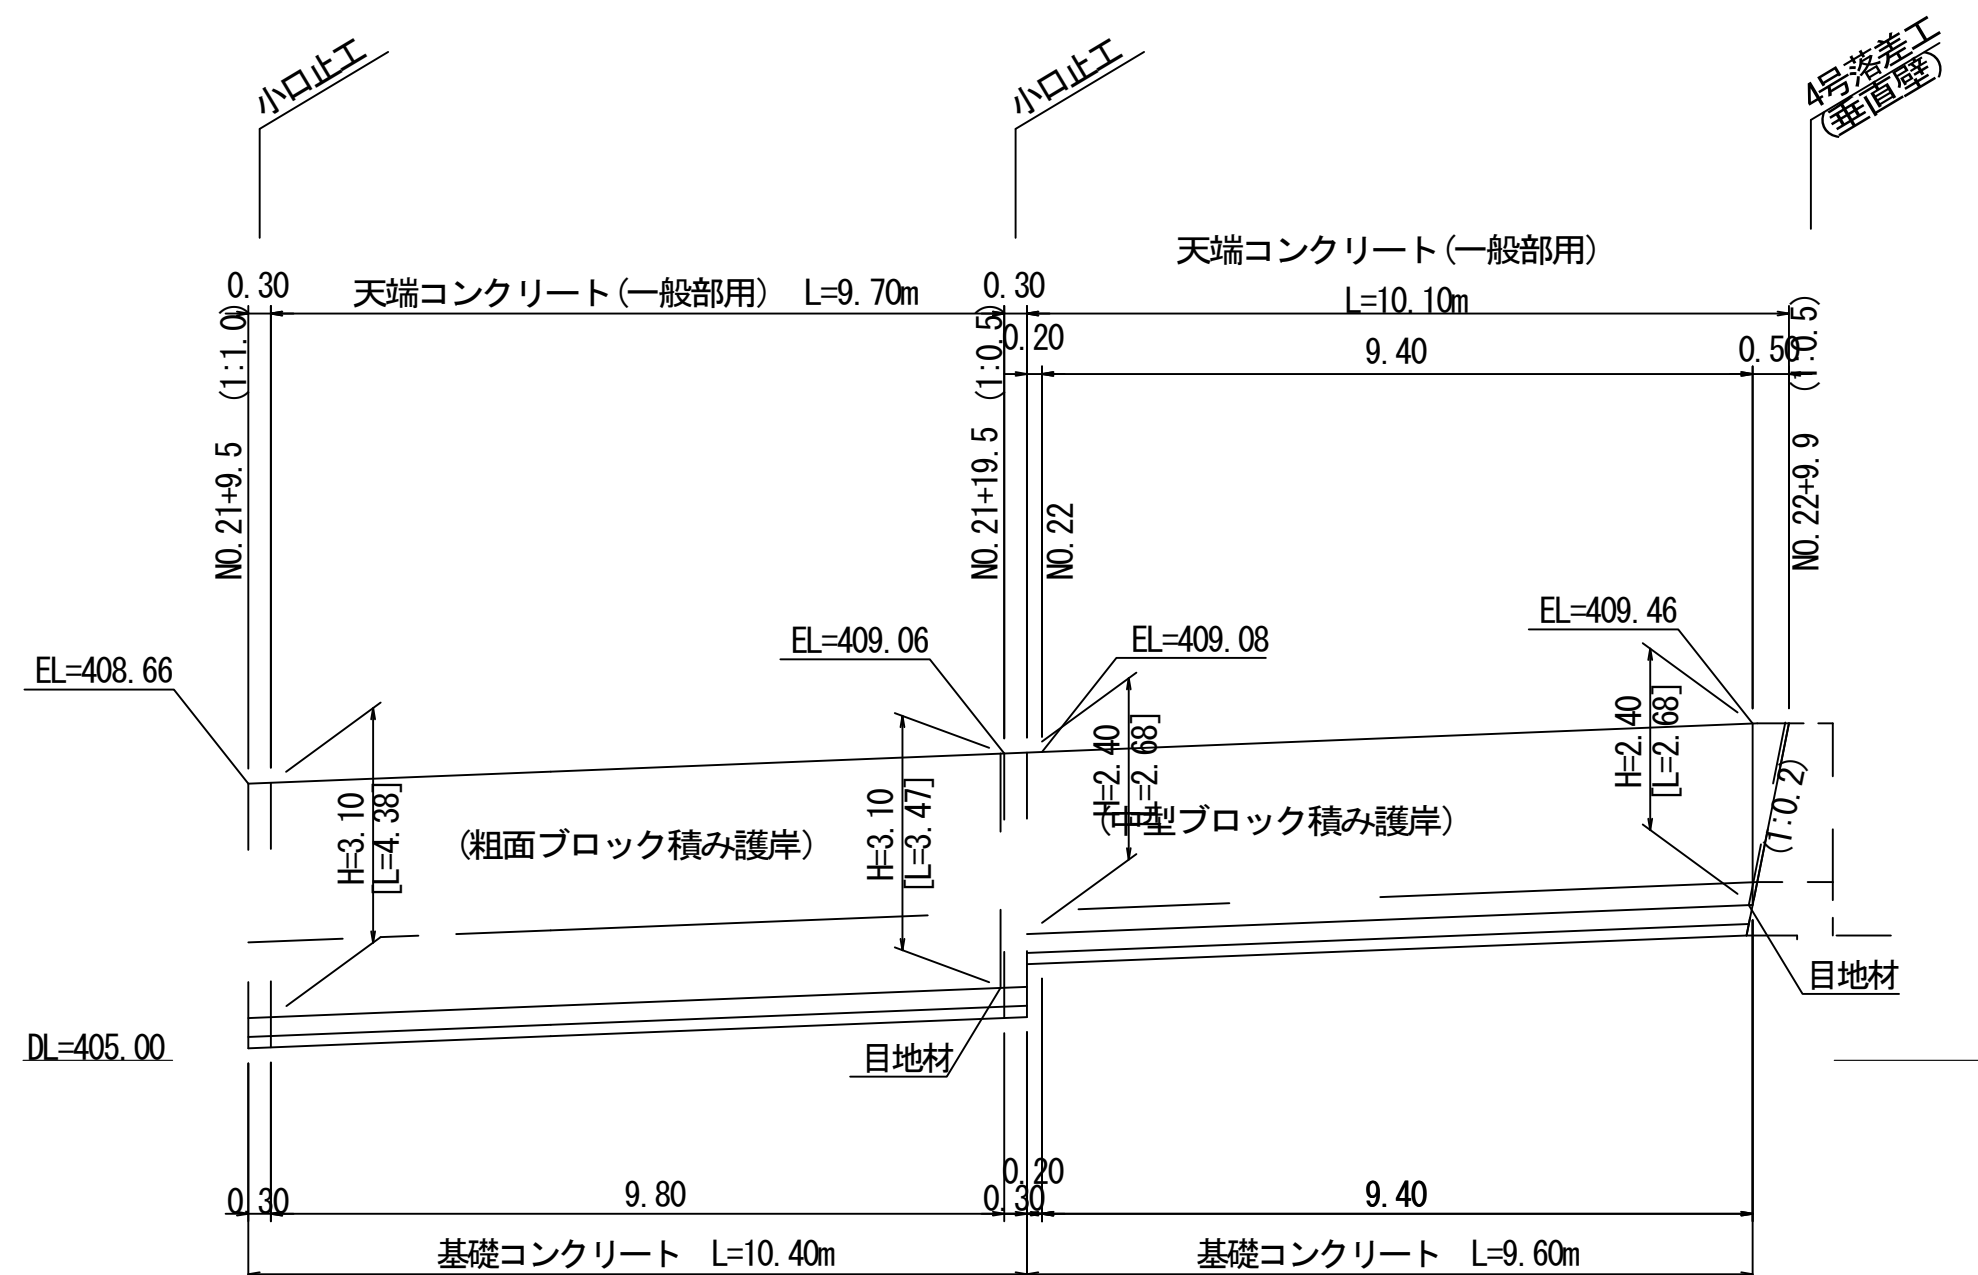 小口止工
小口止工
4号落差工
(垂直壁)
天端コンクリート(一般部用)
L=10.10m
0.30
天端コンクリート(一般部用) L=9.70m
0.30
0.20
9.40
0.50
NO.21+9.5 (1:1.0)
NO.21+19.5 (1:0.5)
NO.22
NO.22+9.9 (1:0.5)
EL=408.66
EL=409.06
EL=409.08
EL=409.46
H=3.10
[L=4.38]
(粗面ブロック積み護岸)
H=3.10
[L=3.47]
H=2.40
[L=2.68]
(中型ブロック積み護岸)
H=2.40
[L=2.68]
(1:0.2)
目地材
目地材
DL=405.00
0.30
9.80
0.30
0.20
9.40
基礎コンクリート L=10.40m
基礎コンクリート L=9.60m